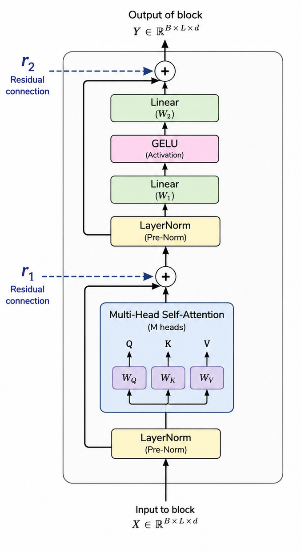 Output of block
Y ∈ ℝ^{B×L×d}
r₂
Residual
connection
+
Linear
(W₂)
GELU
(Activation)
Linear
(W₁)
LayerNorm
(Pre-Norm)
r₁
Residual
connection
+
Multi-Head Self-Attention
(M heads)
Q K V
W_Q W_K W_V
LayerNorm
(Pre-Norm)
Input to block
X ∈ ℝ^{B×L×d}